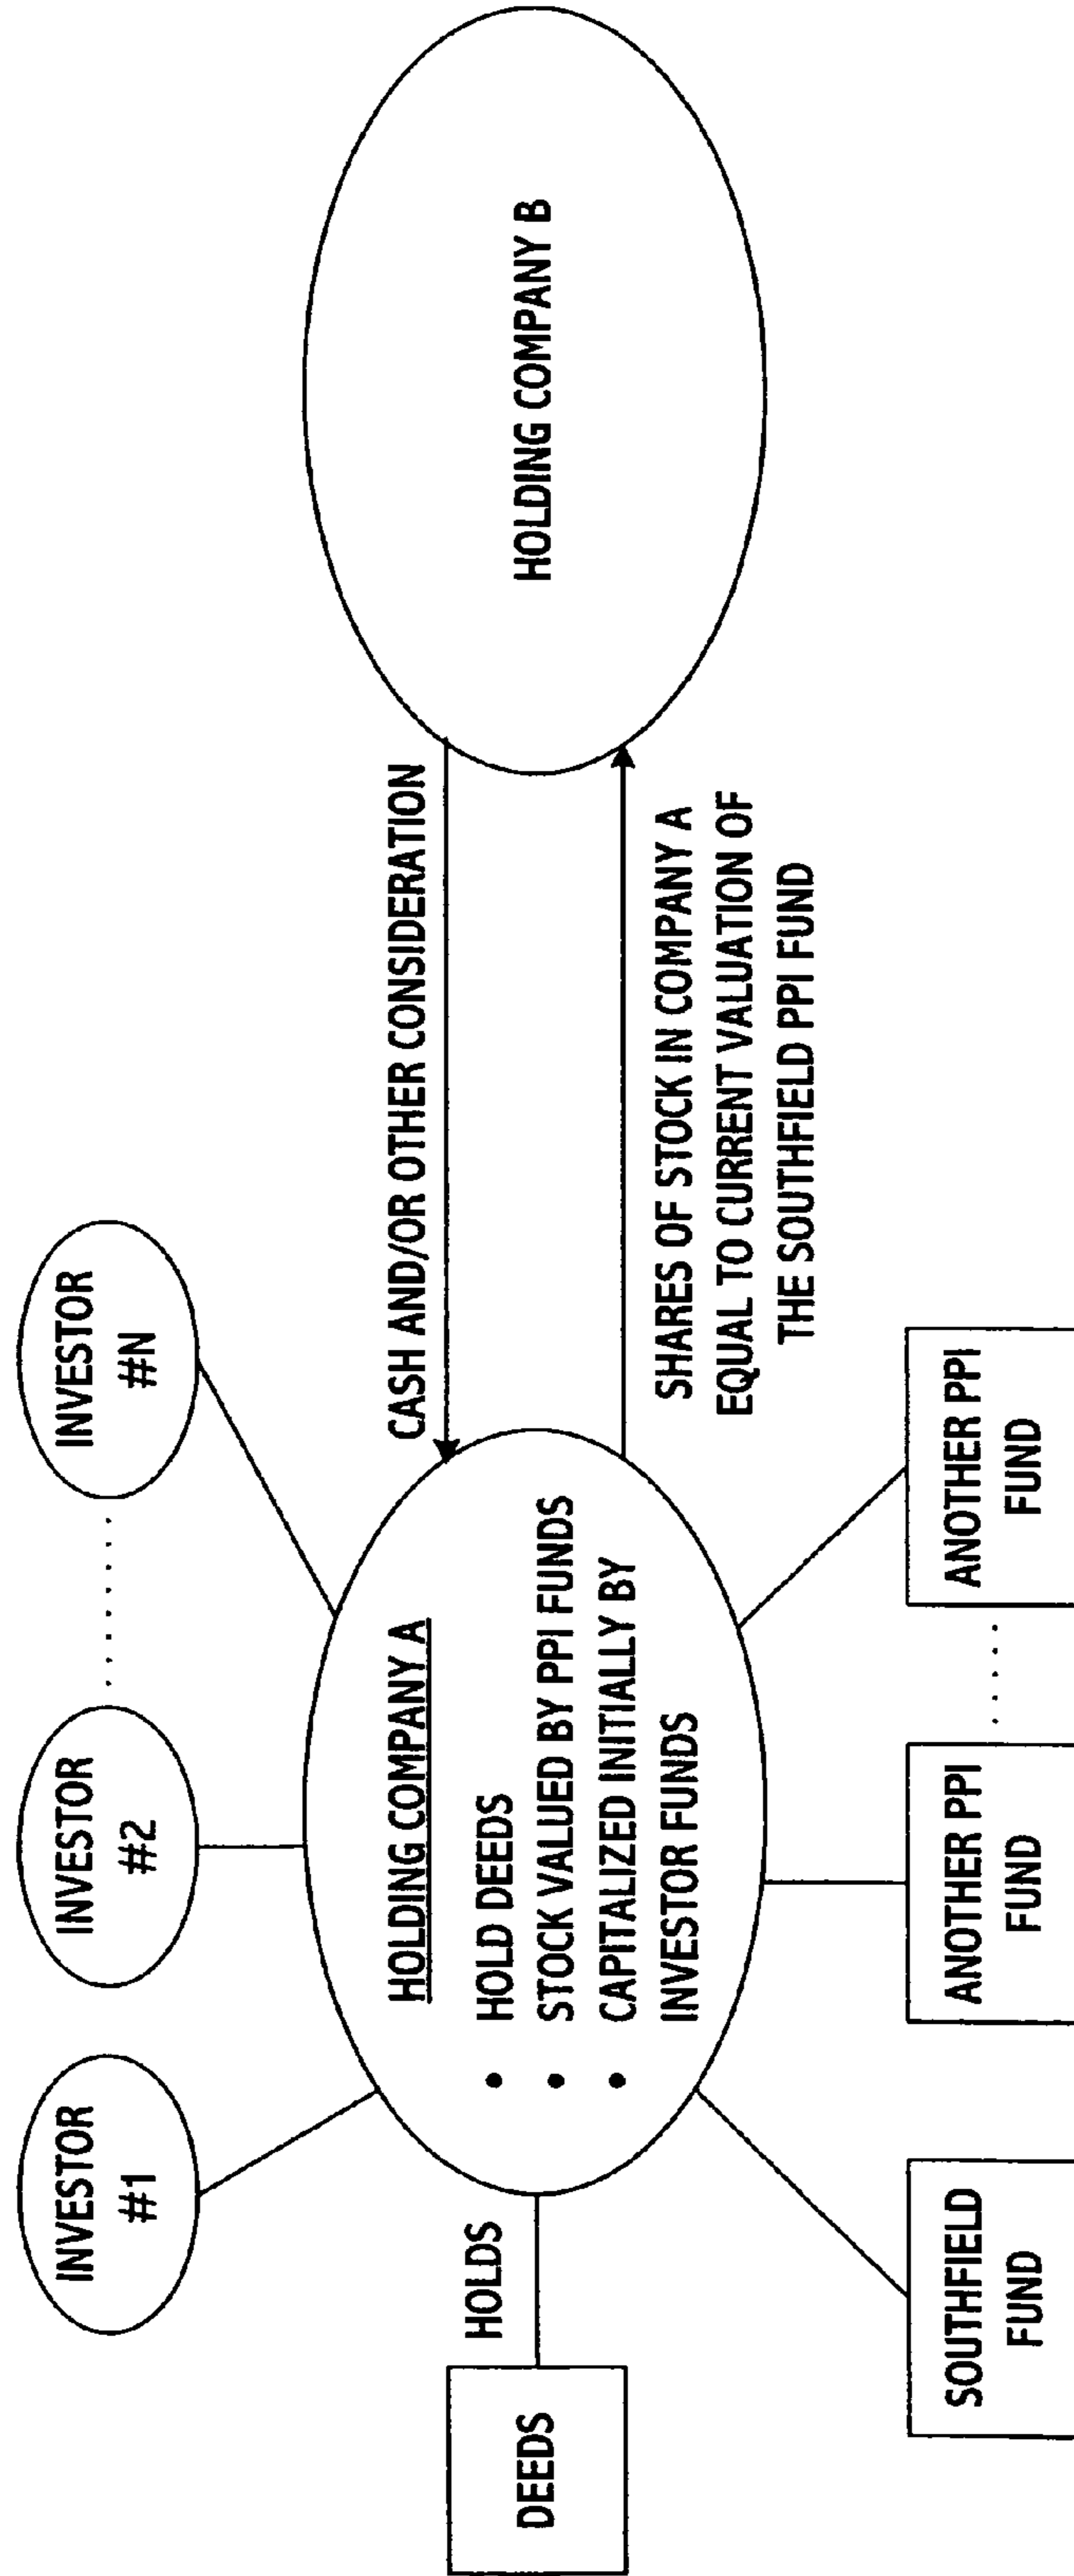 INVESTOR
#1
INVESTOR
#2
INVESTOR
#N
DEEDS
HOLDS
HOLDING COMPANY A
• HOLD DEEDS
• STOCK VALUED BY PPI FUNDS
• CAPITALIZED INITIALLY BY
INVESTOR FUNDS
CASH AND/OR OTHER CONSIDERATION
SHARES OF STOCK IN COMPANY A
EQUAL TO CURRENT VALUATION OF
THE SOUTHFIELD PPI FUND
HOLDING COMPANY B
SOUTHFIELD
FUND
ANOTHER PPI
FUND
ANOTHER PPI
FUND